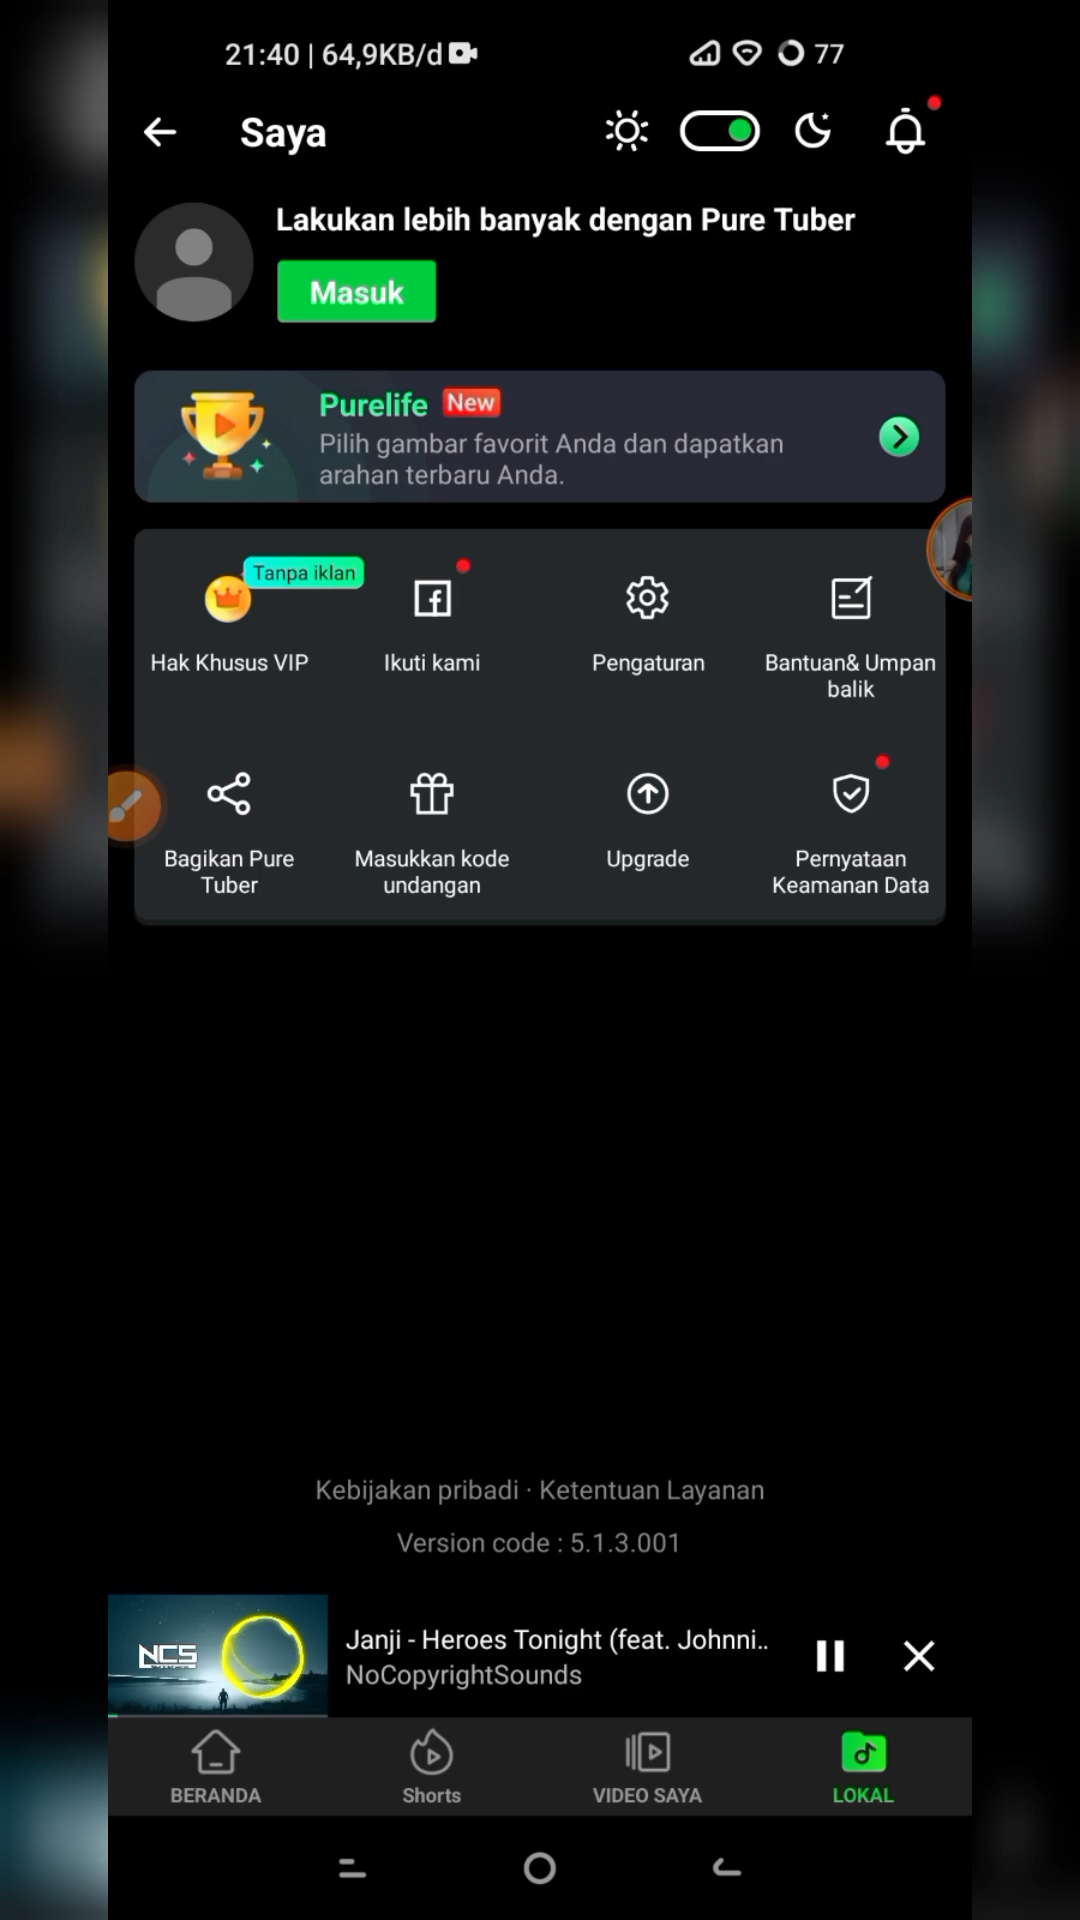 21:40 | 64,9KB/d
77
Saya
Lakukan lebih banyak dengan Pure Tuber
Masuk
Purelife New
Pilih gambar favorit Anda dan dapatkan
arahan terbaru Anda.
Tanpa iklan
Hak Khusus VIP
Ikuti kami
Pengaturan
Bantuan& Umpan
balik
Bagikan Pure
Tuber
Masukkan kode
undangan
Upgrade
Pernyataan
Keamanan Data
Kebijakan pribadi · Ketentuan Layanan
Version code : 5.1.3.001
NCS
Janji - Heroes Tonight (feat. Johnni..
NoCopyrightSounds
BERANDA
Shorts
VIDEO SAYA
LOKAL